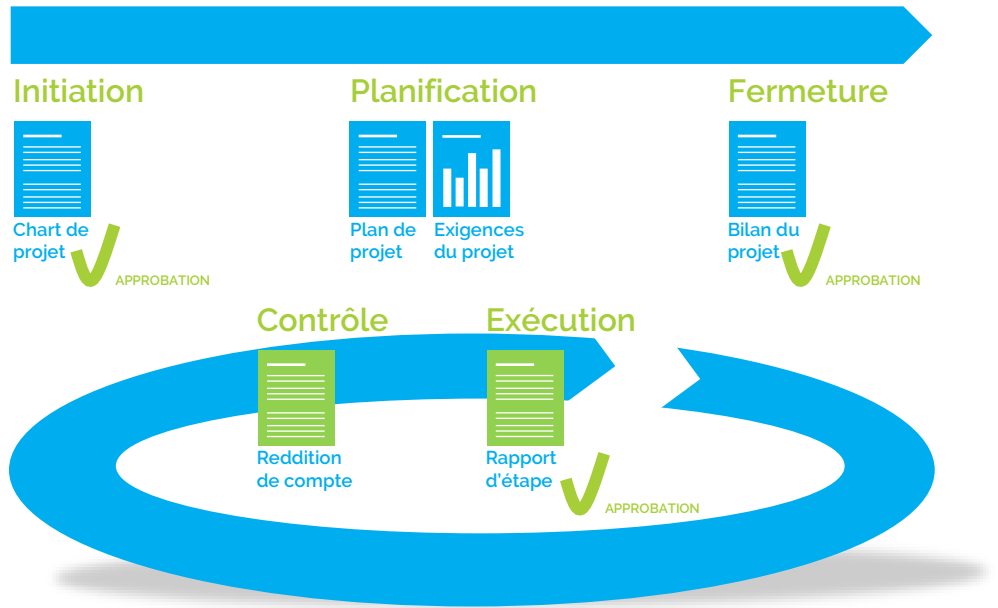 Initiation
Planification
Fermeture
Chart de
projet
APPROBATION
Plan de
projet
Exigences
du projet
Bilan du
projet
APPROBATION
Contrôle
Exécution
Reddition
de compte
Rapport
d'étape
APPROBATION